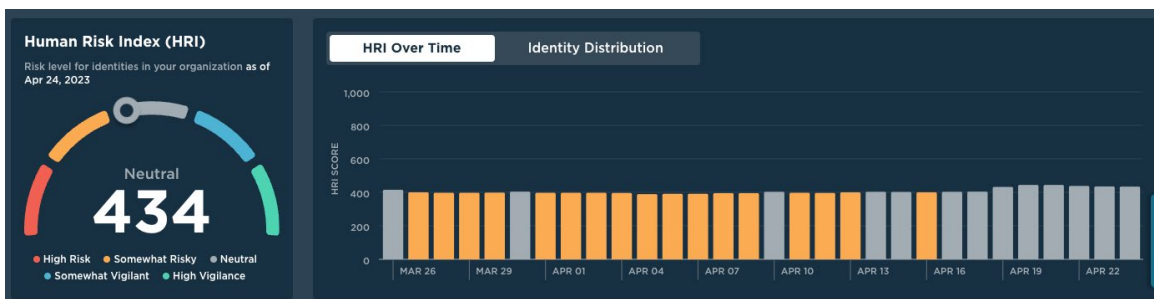 Human Risk Index (HRI)
Risk level for identities in your organization as of
Apr 24, 2023
Neutral
434
High Risk Somewhat Risky Neutral
Somewhat Vigilant High Vigilance
HRI Over Time Identity Distribution
HRI SCORE
1,000
800
600
400
200
0
MAR 26 MAR 29 APR 01 APR 04 APR 07 APR 10 APR 13 APR 16 APR 19 APR 22